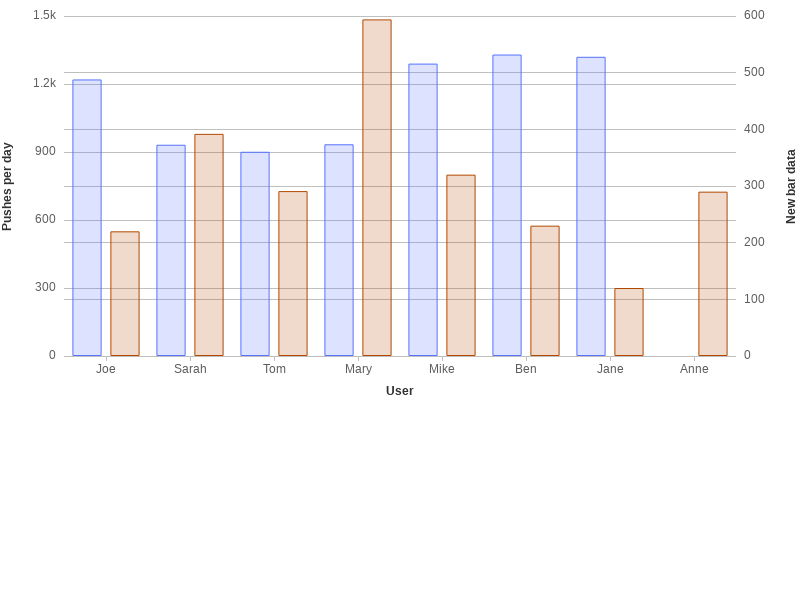 Pushes per day
1.5k
1.2k
900
600
300
0
600
500
400
300
200
100
0
New bar data
Joe Sarah Tom Mary Mike Ben Jane Anne
User